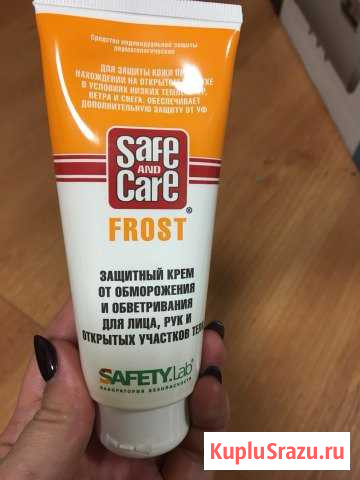 Средство индивидуальной защиты
дерматологическое
ДЛЯ ЗАЩИТЫ КОЖИ ПРИ
НАХОЖДЕНИИ НА ОТКРЫТОМ
В УСЛОВИЯХ НИЗКИХ
ВЕТРА И СНЕГА. ОБЕСПЕЧИВАЕТ
ДОПОЛНИТЕЛЬНУЮ ЗАЩИТУ ОТ УФ
Safe
AND
Care
®
FROST
ЗАЩИТНЫЙ КРЕМ
ОТ ОБМОРОЖЕНИЯ
И ОБВЕТРИВАНИЯ
ДЛЯ ЛИЦА, РУК И
ОТКРЫТЫХ УЧАСТКОВ
SAFETY.Lab
ЛАБОРАТОРИЯ БЕЗОПАСНОСТИ
KupluSrazu.ru